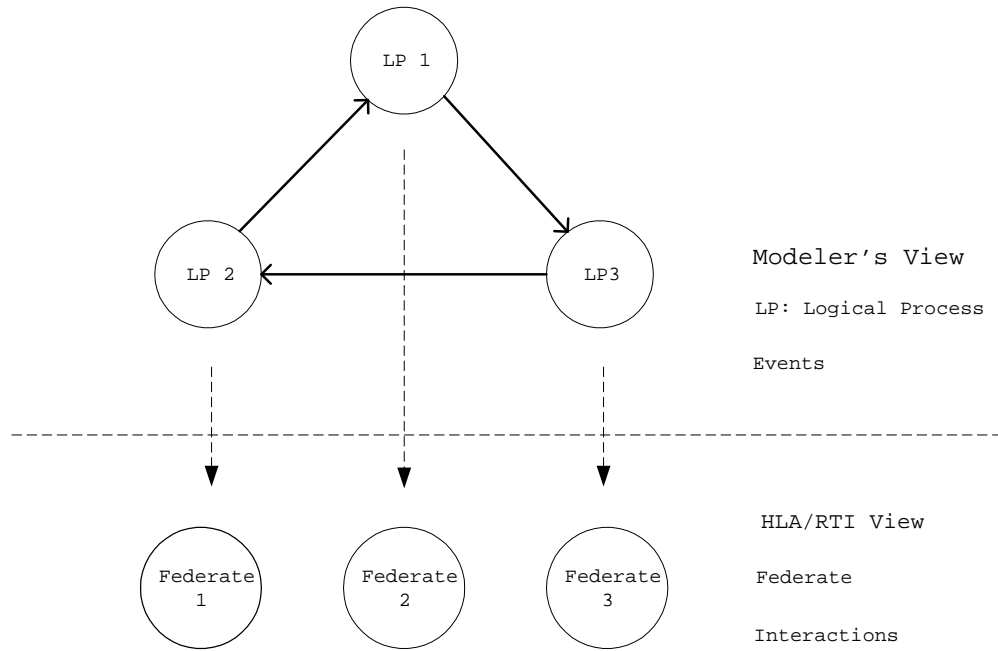 LP 1
LP 2
LP3
Modeler's View
LP: Logical Process
Events
HLA/RTI View
Federate
1
Federate
2
Federate
3
Federate
Interactions